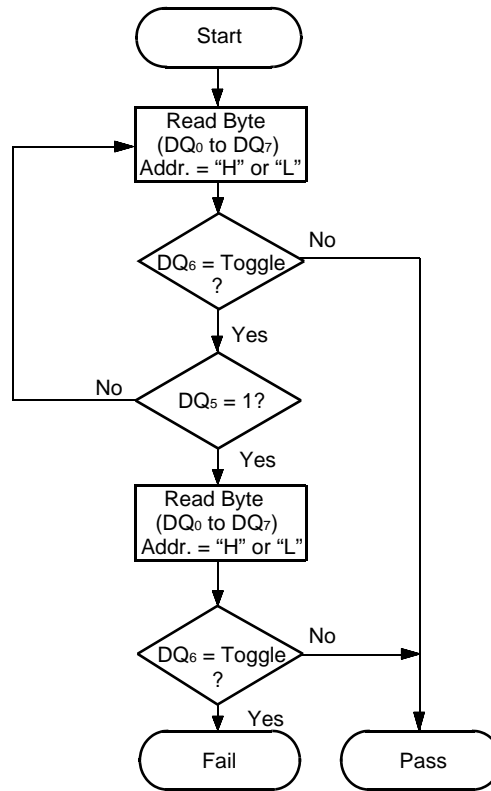 Start
Read Byte
(DQ0 to DQ7)
Addr. = “H” or “L”
No
DQ6 = Toggle
?
Yes
No
DQ5 = 1?
Yes
Read Byte
(DQ0 to DQ7)
Addr. = “H” or “L”
No
DQ6 = Toggle
?
Yes
Fail
Pass